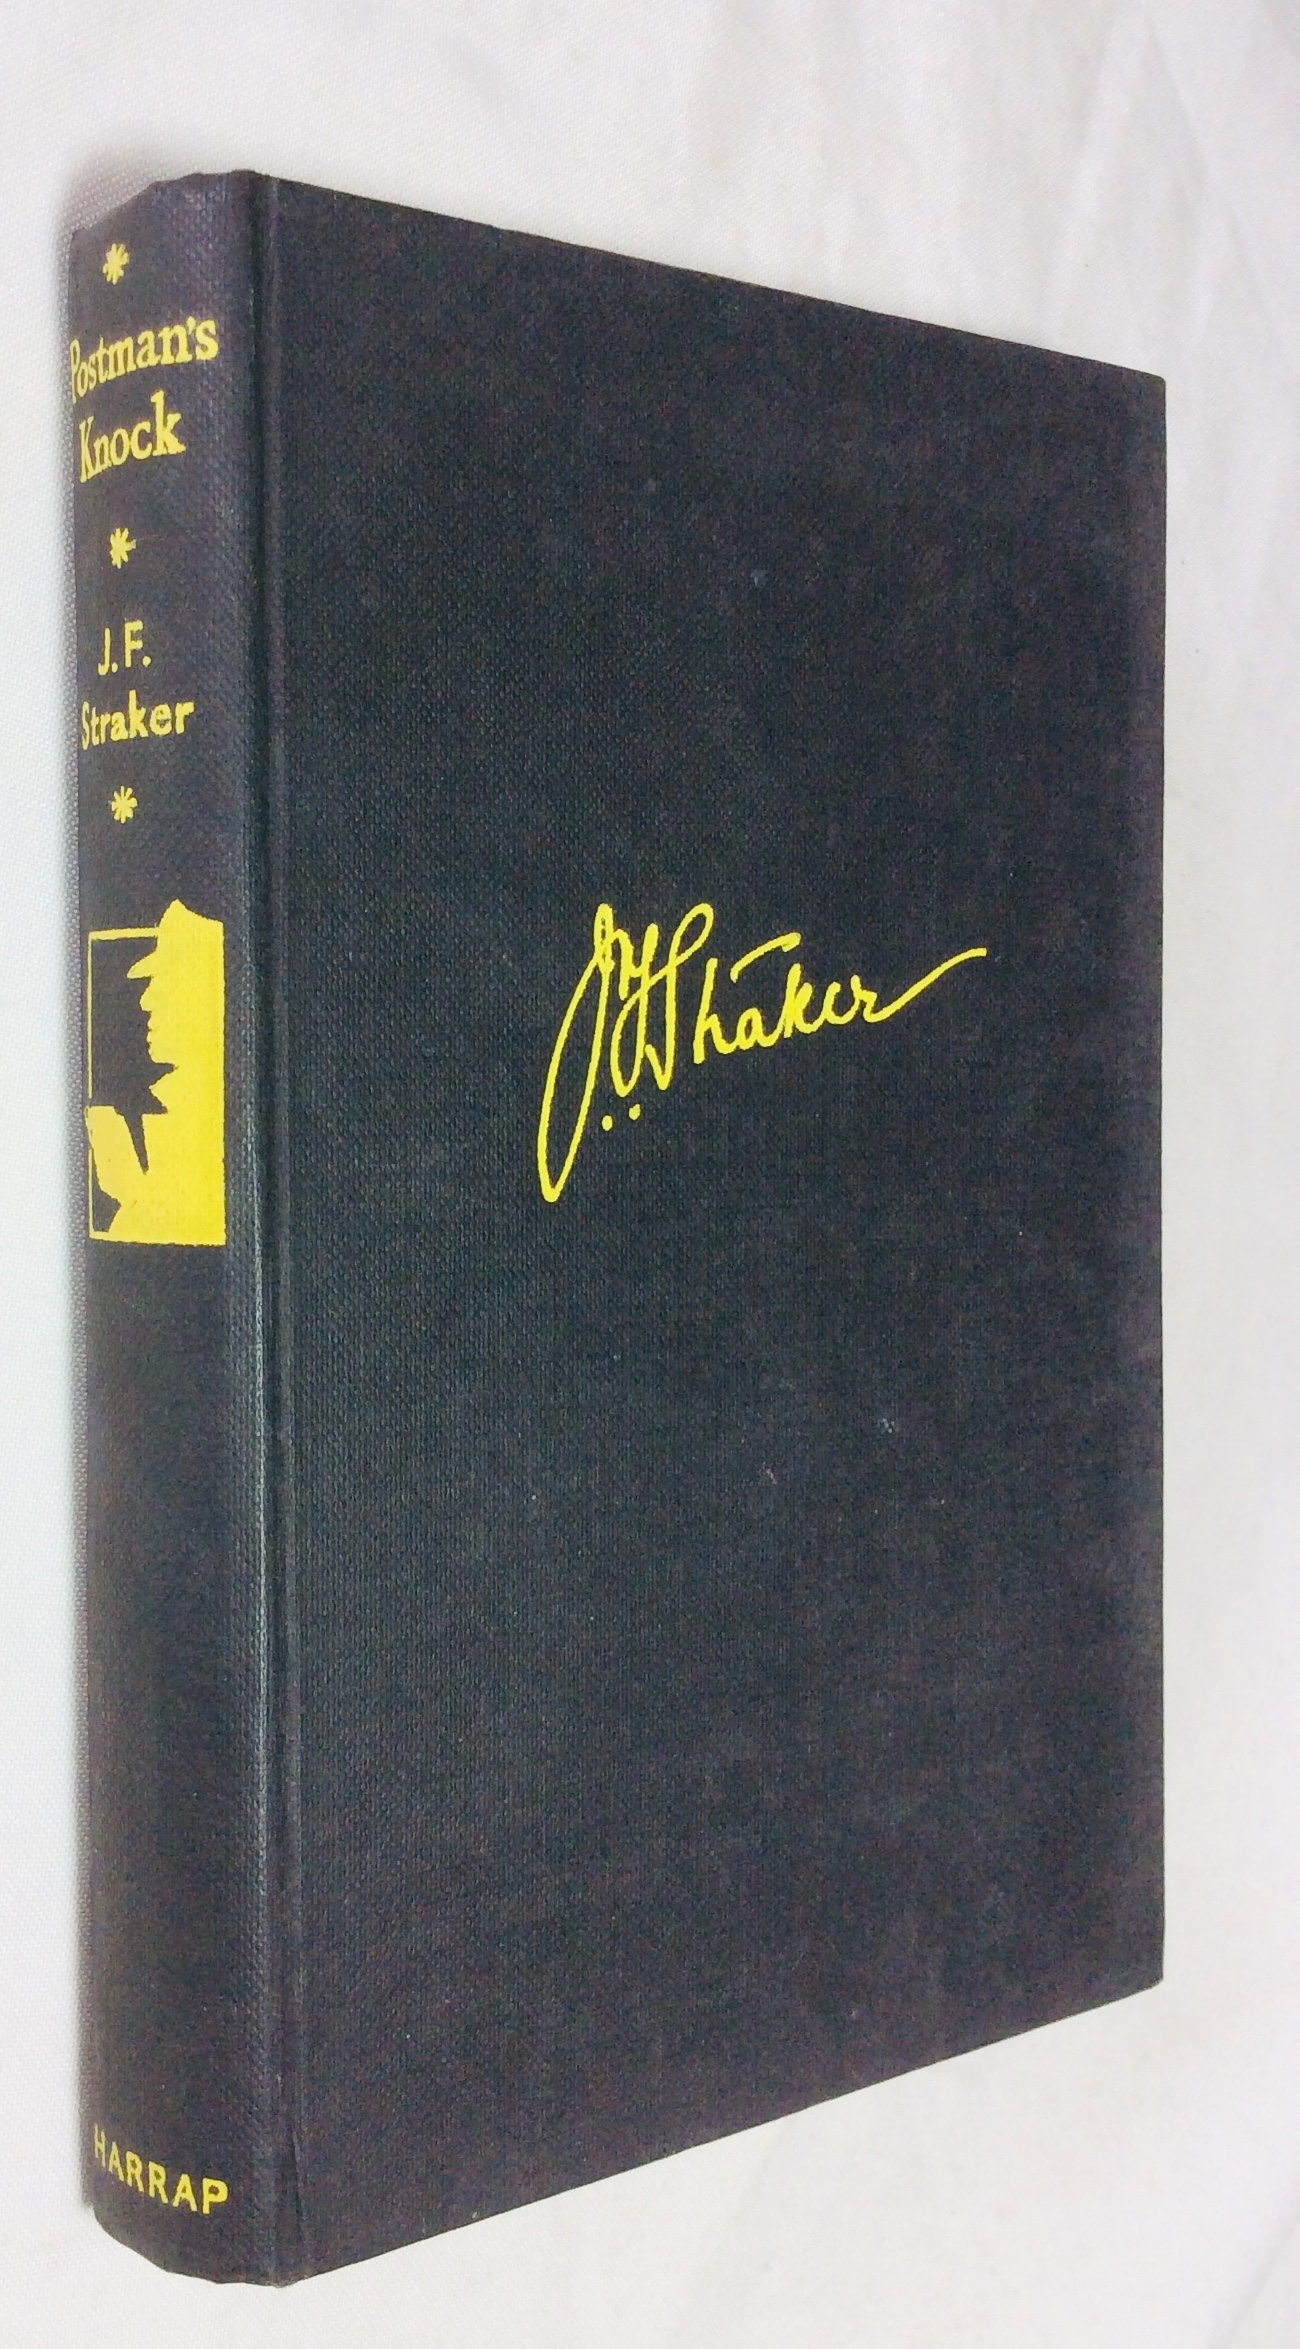 *
Postman's
Knock
*
J.F.
Straker
*
HARRAP
J F Straker